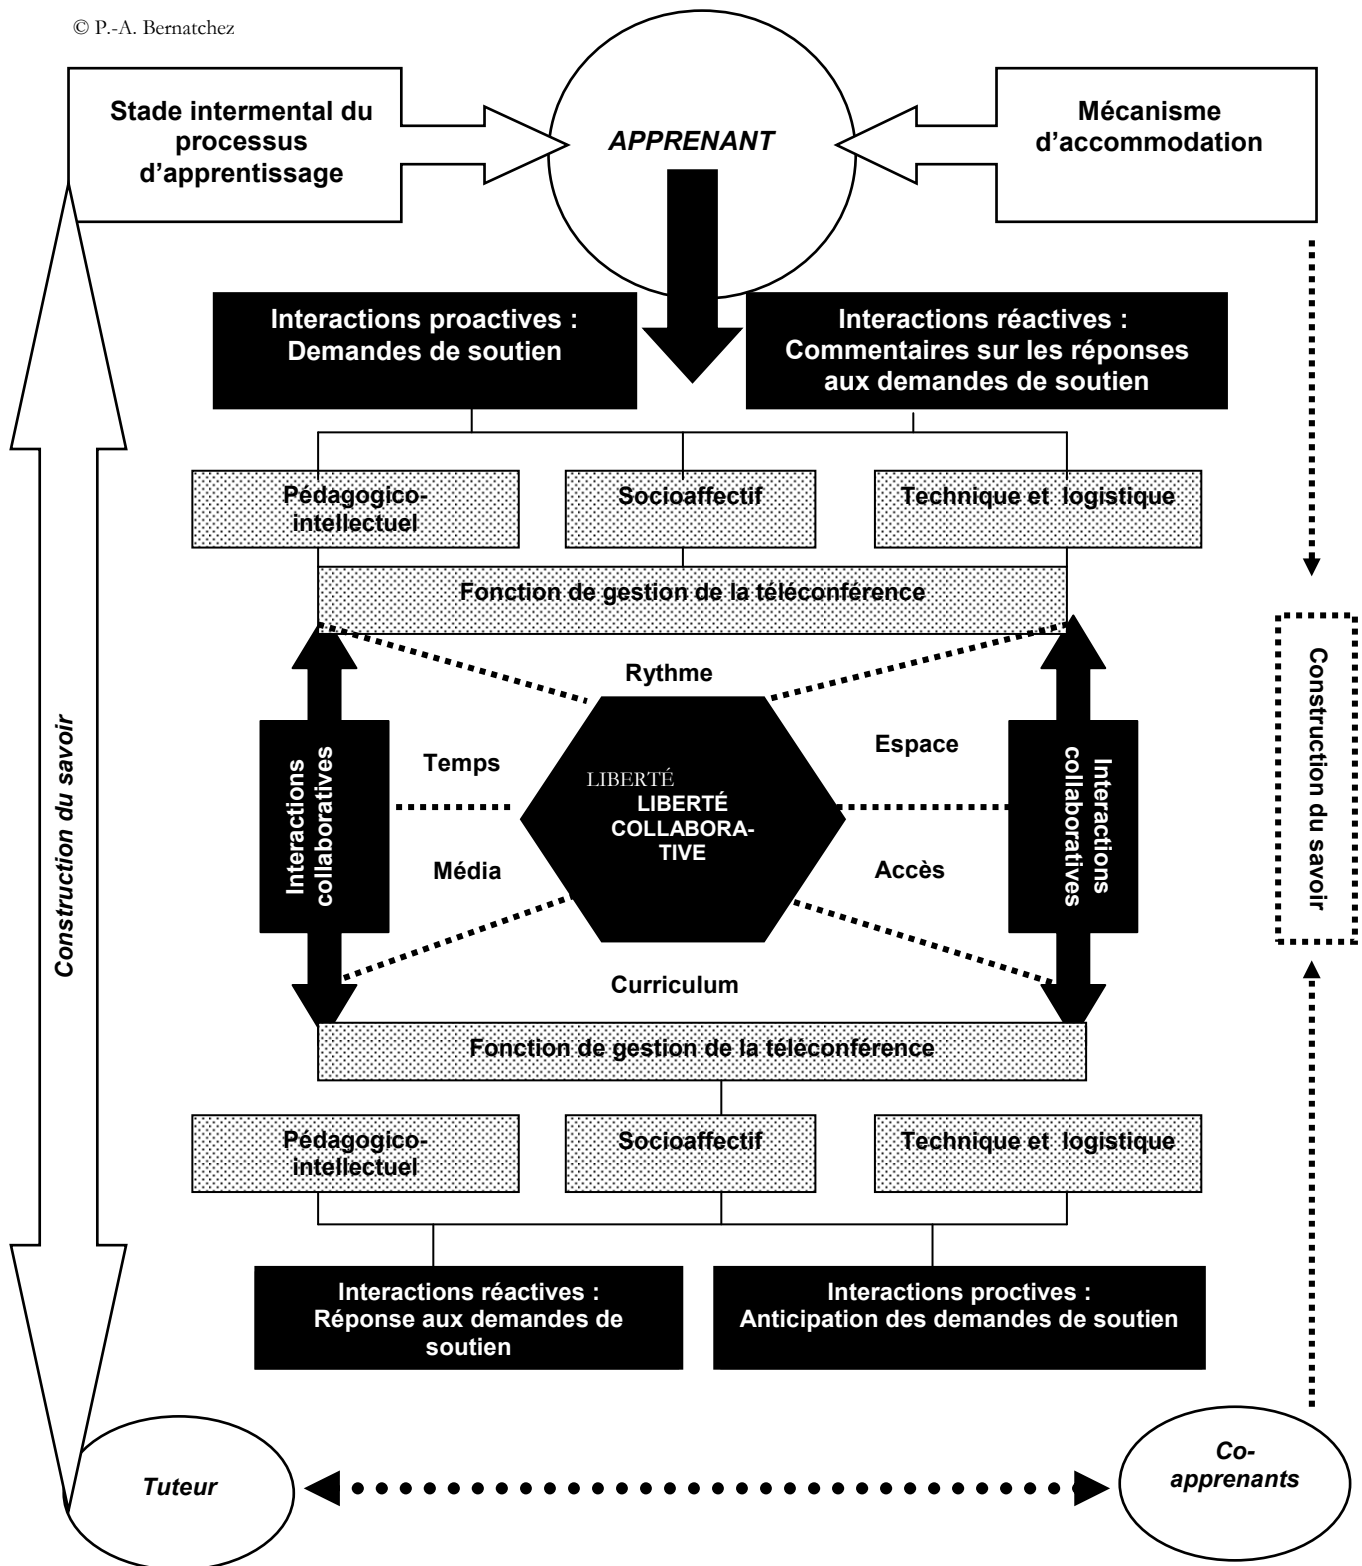 © P.-A. Bernatchez
Stade intermental du
processus
d’apprentissage
APPRENANT
Mécanisme
d’accommodation
Interactions proactives :
Demandes de soutien
Interactions réactives :
Commentaires sur les réponses
aux demandes de soutien
Pédagogico-
intellectuel
Socioaffectif
Technique et logistique
Fonction de gestion de la téléconférence
Construction du savoir
Interactions
collaboratives
Rythme
Temps
Espace
LIBERTÉ
LIBERTÉ
COLLABORA-
TIVE
Média
Accès
Curriculum
Interactions
collaboratives
Construction du savoir
Fonction de gestion de la téléconférence
Pédagogico-
intellectuel
Socioaffectif
Technique et logistique
Interactions réactives :
Réponse aux demandes de
soutien
Interactions proctives :
Anticipation des demandes de soutien
Tuteur
Co-
apprenants